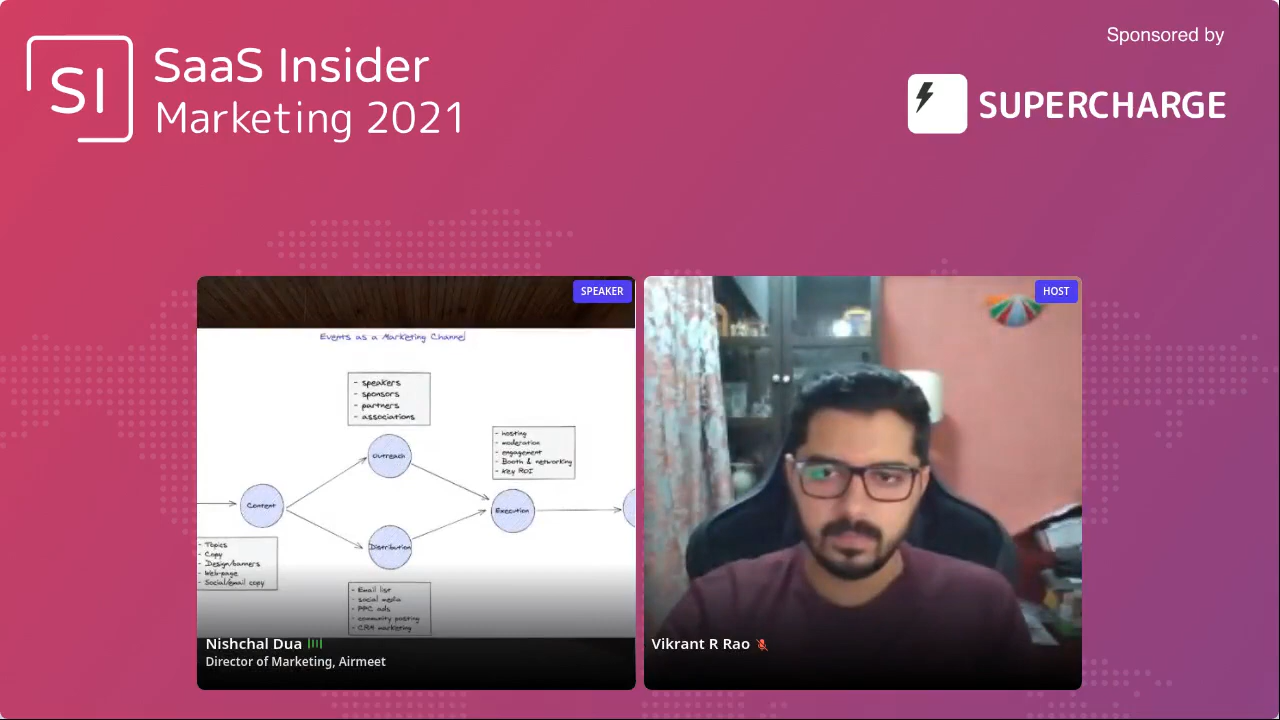 SI
SaaS Insider
Marketing 2021
Sponsored by
SUPERCHARGE
SPEAKER
Events as a Marketing Channel
- speakers
- sponsors
- partners
- associations
Outreach
- hosting
- moderation
- engagement
- Booth & networking
- Key ROI
Content
Execution
Distribution
- Topics
- Copy
- Design/banners
- Web-page
- Social/email copy
- Email list
- social media
- PPC ads
- community posting
- CRM marketing
Nishchal Dua
Director of Marketing, Airmeet
HOST
Vikrant R Rao